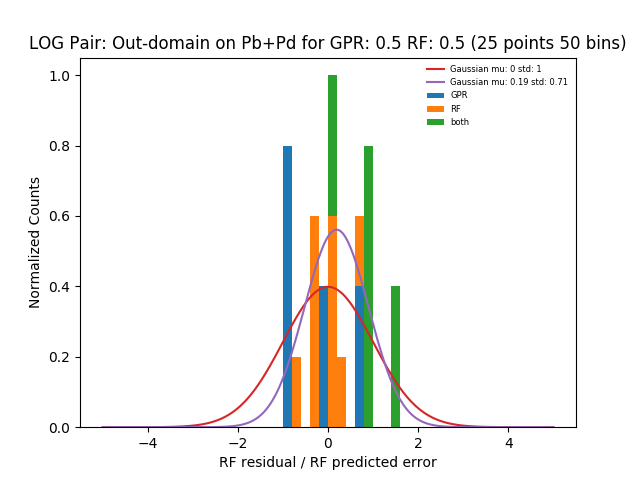 LOG Pair: Out-domain on Pb+Pd for GPR: 0.5 RF: 0.5 (25 points 50 bins)
Gaussian mu: 0 std: 1
Gaussian mu: 0.19 std: 0.71
GPR
RF
both
Normalized Counts
1.0
0.8
0.6
0.4
0.2
0.0
−4
−2
0
2
4
RF residual / RF predicted error